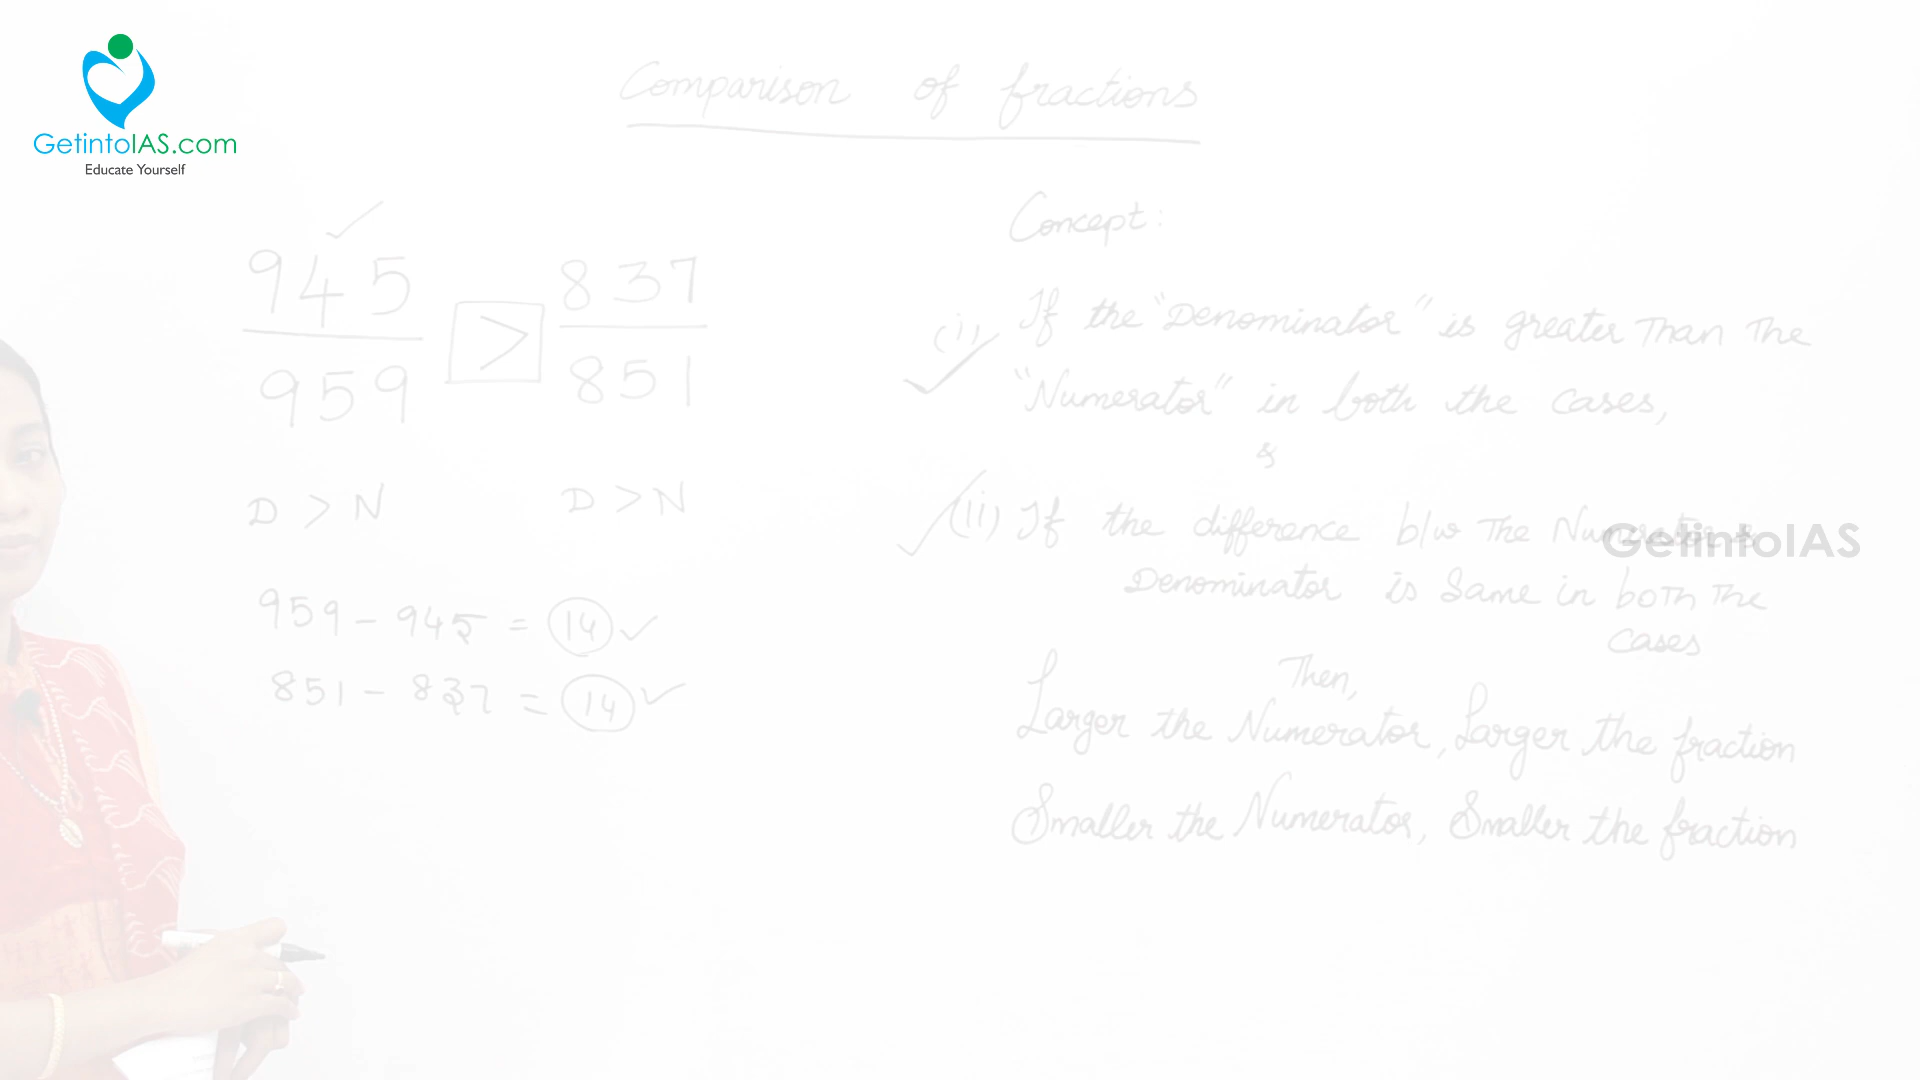 GetintoIAS.com
Educate Yourself
Comparison of fractions
945
959
>
837
851
D > N
D > N
959 - 945 = 14
851 - 837 = 14
Concept:
(i) If the "Denominator" is greater Than The
"Numerator" in both the cases,
&
(ii) If the difference b/w The Numerator &
Denominator is Same in both The
Cases
Then,
Larger the Numerator, Larger the fraction
Smaller the Numerator, Smaller the fraction
GetintoIAS